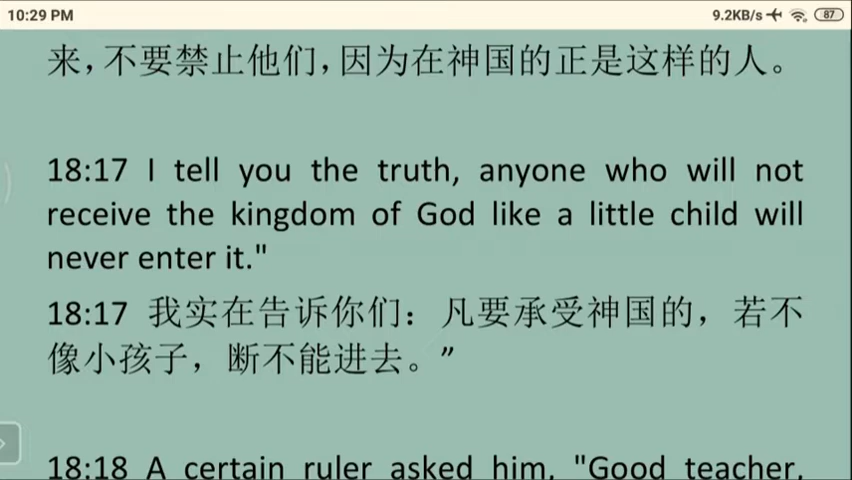 10:29 PM 9.2KB/s 87
来，不要禁止他们，因为在神国的正是这样的人。
18:17 I tell you the truth, anyone who will not
receive the kingdom of God like a little child will
never enter it."
18:17 我实在告诉你们：凡要承受神国的，若不
像小孩子，断不能进去。”
18:18 A certain ruler asked him, "Good teacher,